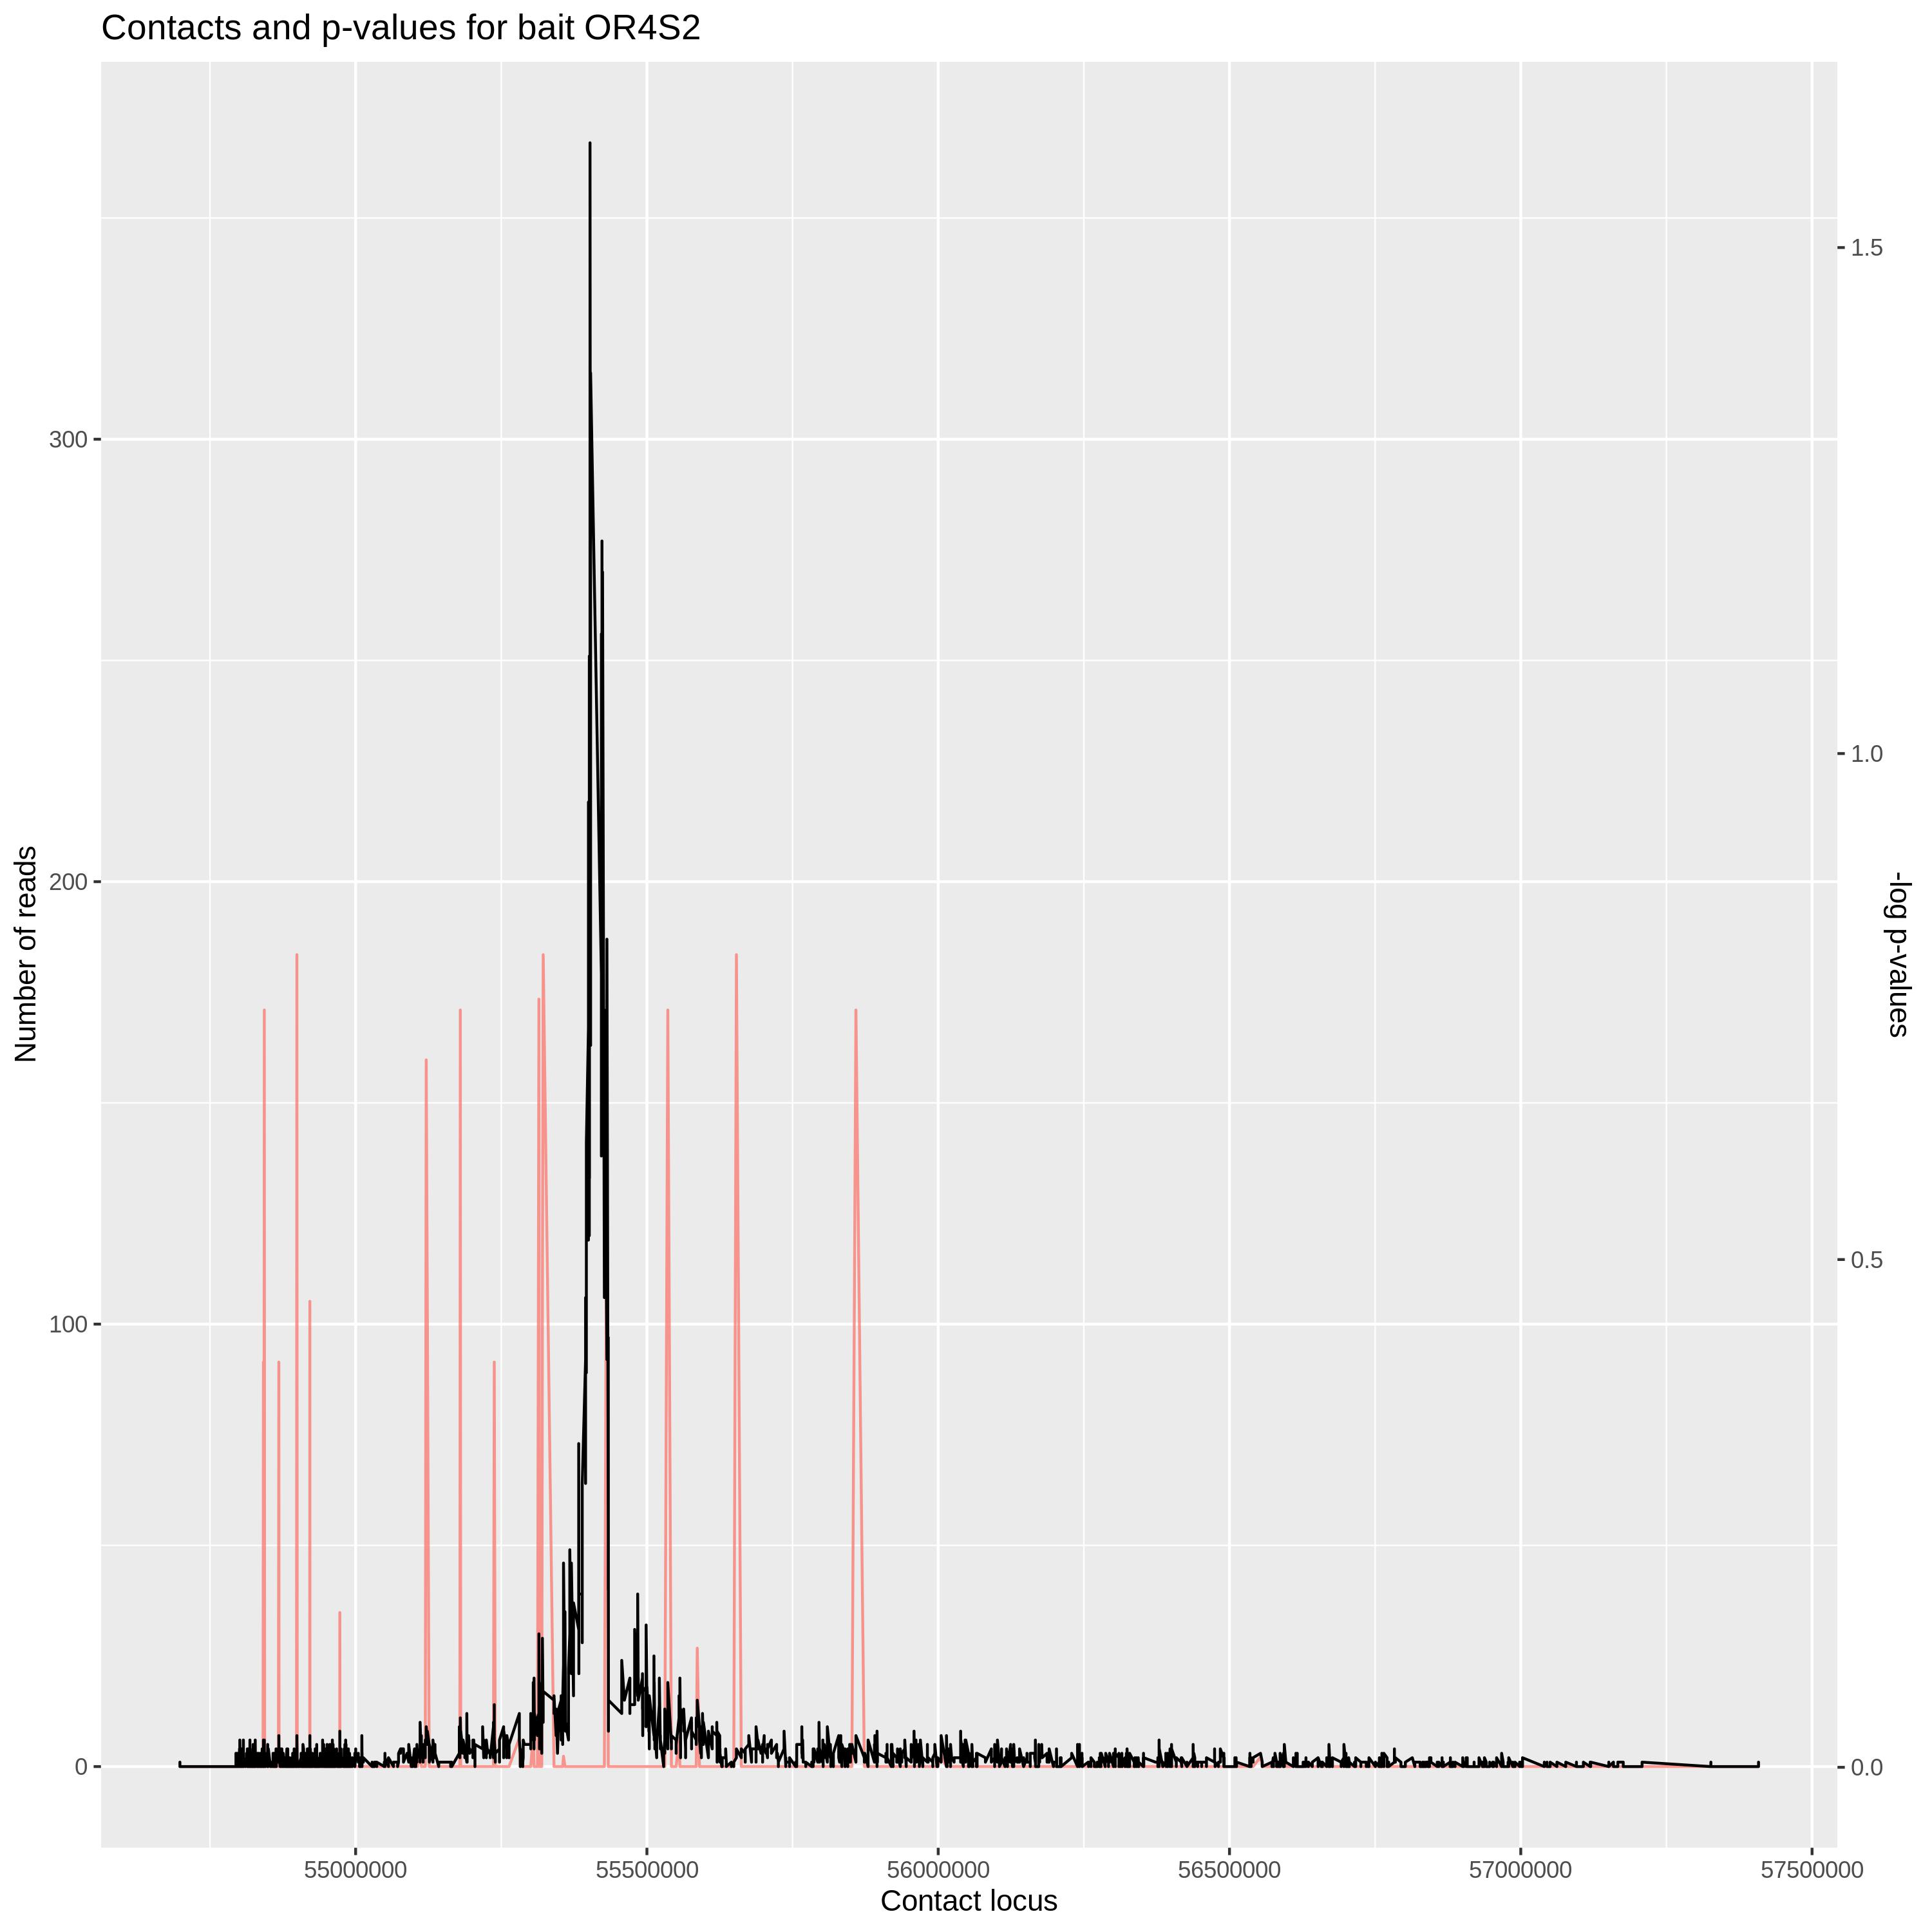 Contacts and p-values for bait OR4S2
Number of reads
300
200
100
0
1.5
1.0
0.5
0.0
-log p-values
55000000 55500000 56000000 56500000 57000000 57500000
Contact locus